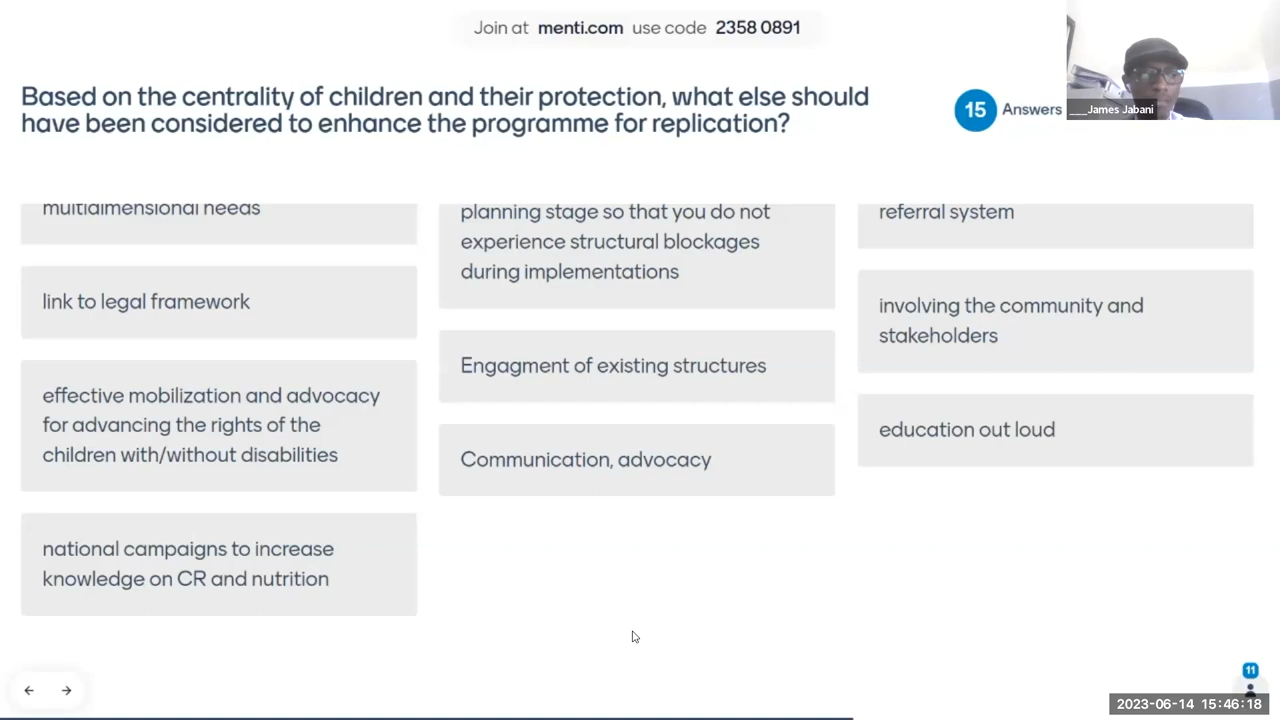 Join at menti.com use code 2358 0891
Based on the centrality of children and their protection, what else should
have been considered to enhance the programme for replication?
15 Answers
___James Jabani
multidimensional needs
link to legal framework
effective mobilization and advocacy
for advancing the rights of the
children with/without disabilities
national campaigns to increase
knowledge on CR and nutrition
planning stage so that you do not
experience structural blockages
during implementations
Engagment of existing structures
Communication, advocacy
referral system
involving the community and
stakeholders
education out loud
11
2023-06-14 15:46:18